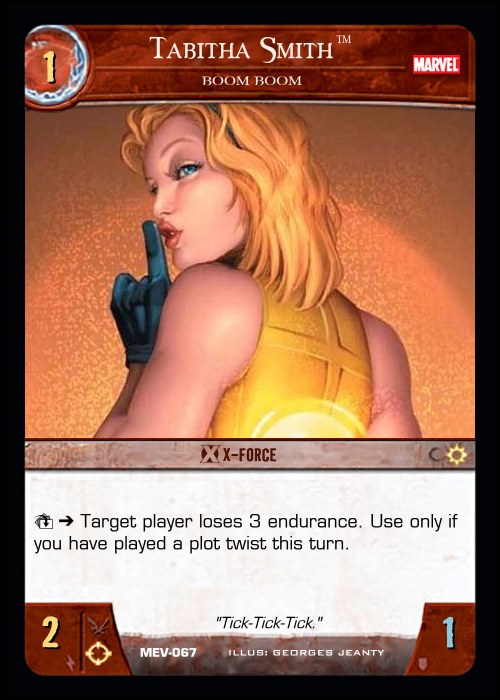 1
Tabitha Smith™
BOOM BOOM
MARVEL
X-FORCE
➔ Target player loses 3 endurance. Use only if
you have played a plot twist this turn.
"Tick-Tick-Tick."
2
1
MEV-067 ILLUS: GEORGES JEANTY